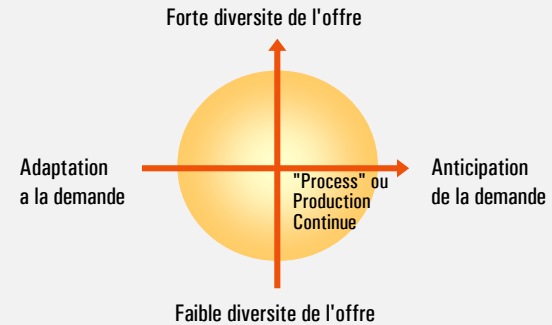 Forte diversite de l'offre
Adaptation
a la demande
"Process" ou
Production
Continue
Anticipation
de la demande
Faible diversite de l'offre